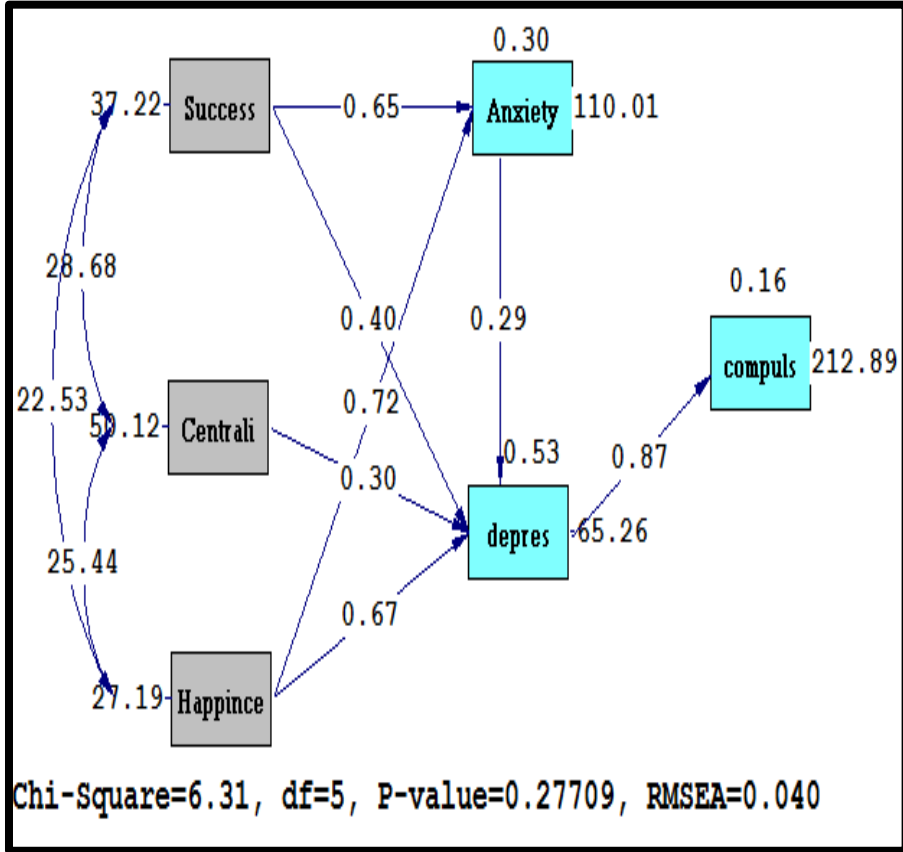 0.30
37.22 Success 0.65 Anxiety 110.01
28.68
0.16
0.40 0.29
compuls 212.89
22.53 0.72
Centrali
0.30 0.53 0.87
depres 65.26
25.44
0.67
27.19 Happince
Chi-Square=6.31, df=5, P-value=0.27709, RMSEA=0.040